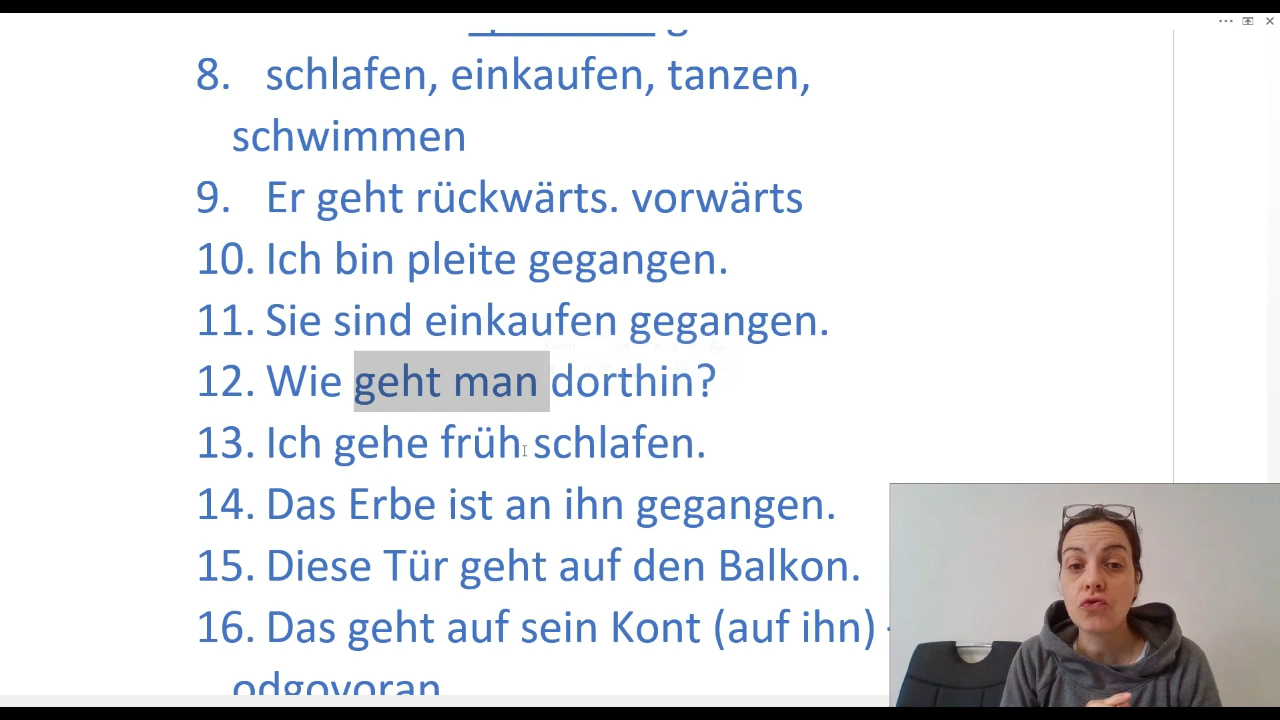 8. schlafen, einkaufen, tanzen,
schwimmen
9. Er geht rückwärts. vorwärts
10. Ich bin pleite gegangen.
11. Sie sind einkaufen gegangen.
12. Wie geht man dorthin?
13. Ich gehe früh schlafen.
14. Das Erbe ist an ihn gegangen.
15. Diese Tür geht auf den Balkon.
16. Das geht auf sein Kont (auf ihn) -
odgovoran